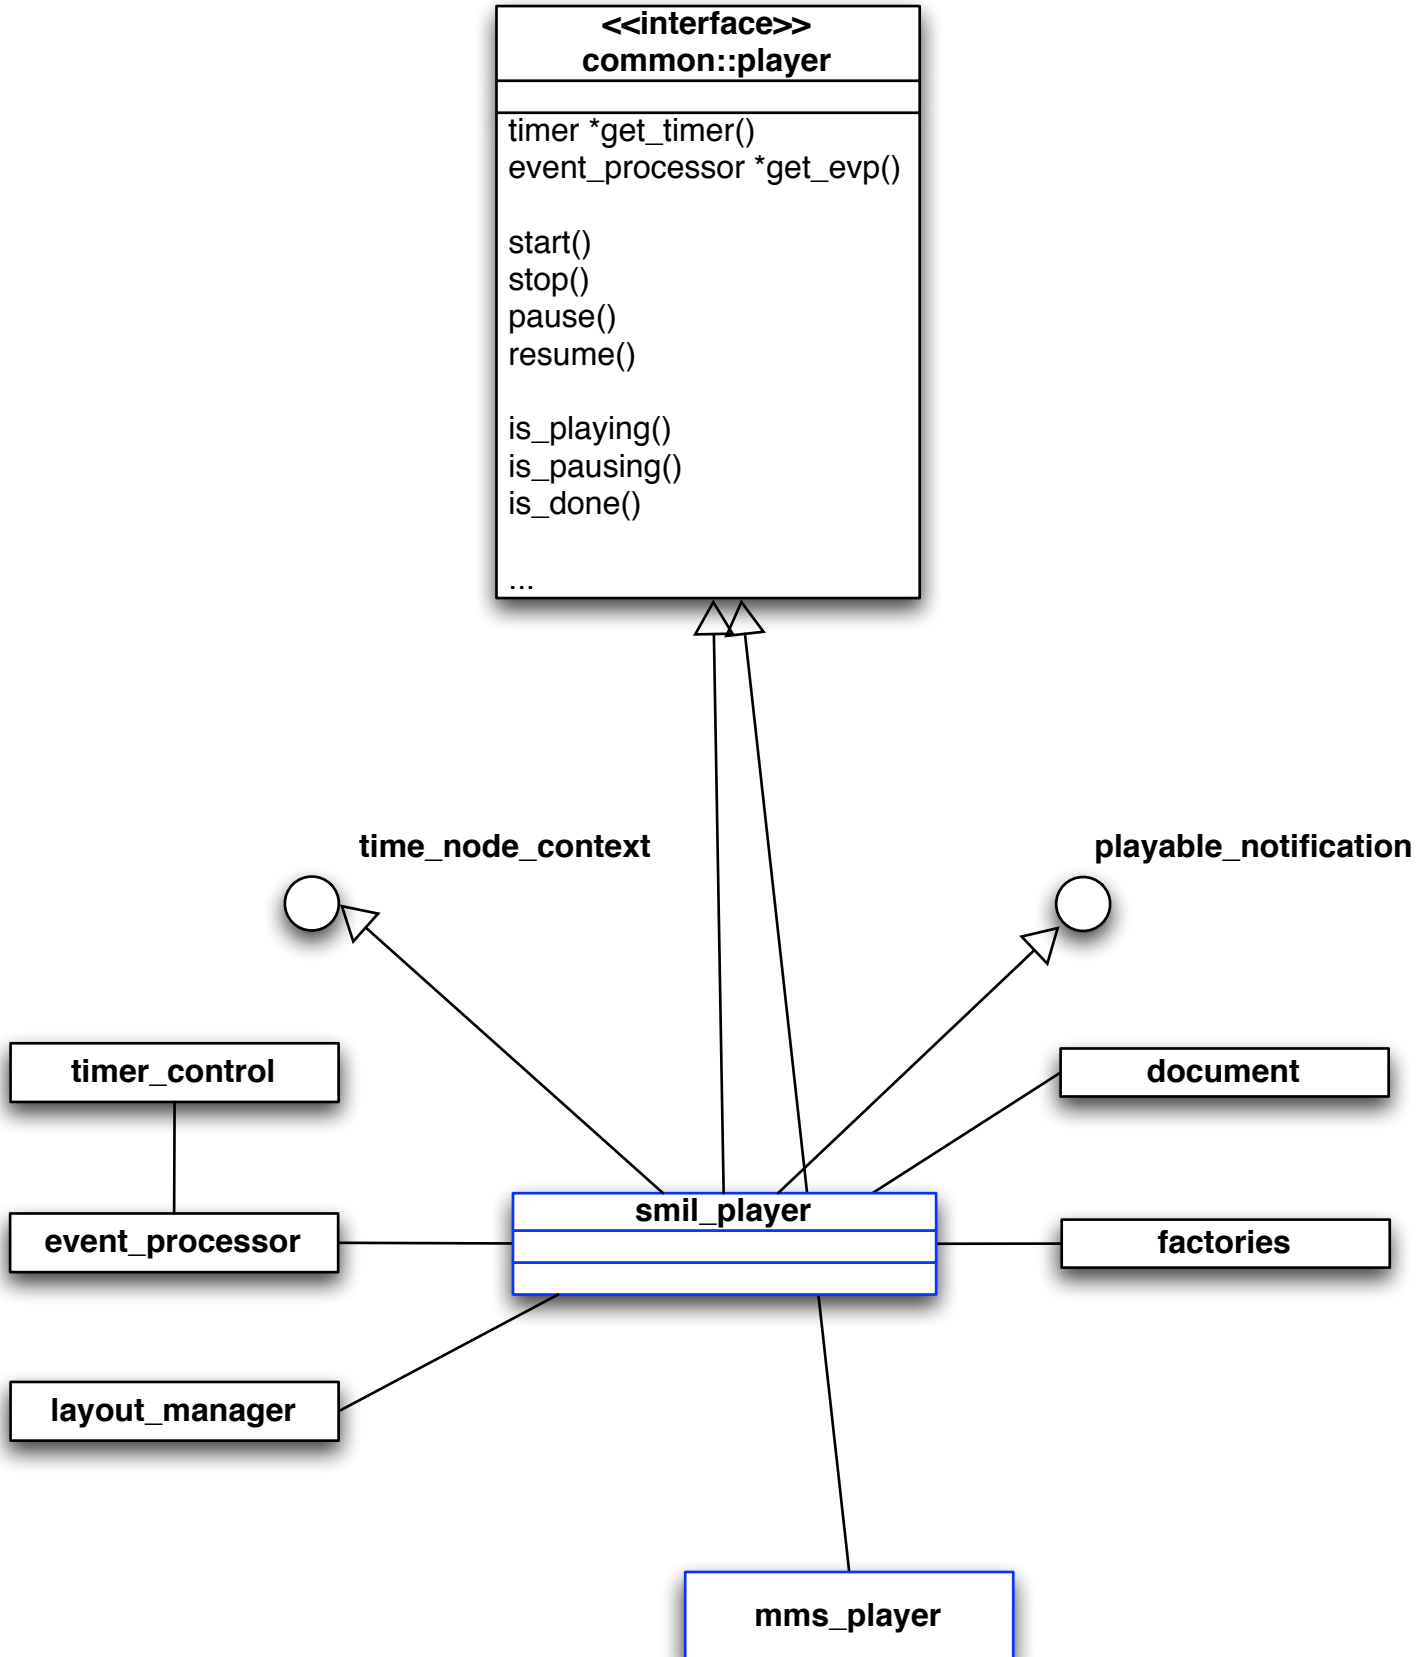 <<interface>>
common::player
timer *get_timer()
event_processor *get_evp()
start()
stop()
pause()
resume()
is_playing()
is_pausing()
is_done()
...
time_node_context
playable_notification
timer_control
document
smil_player
event_processor
factories
layout_manager
mms_player